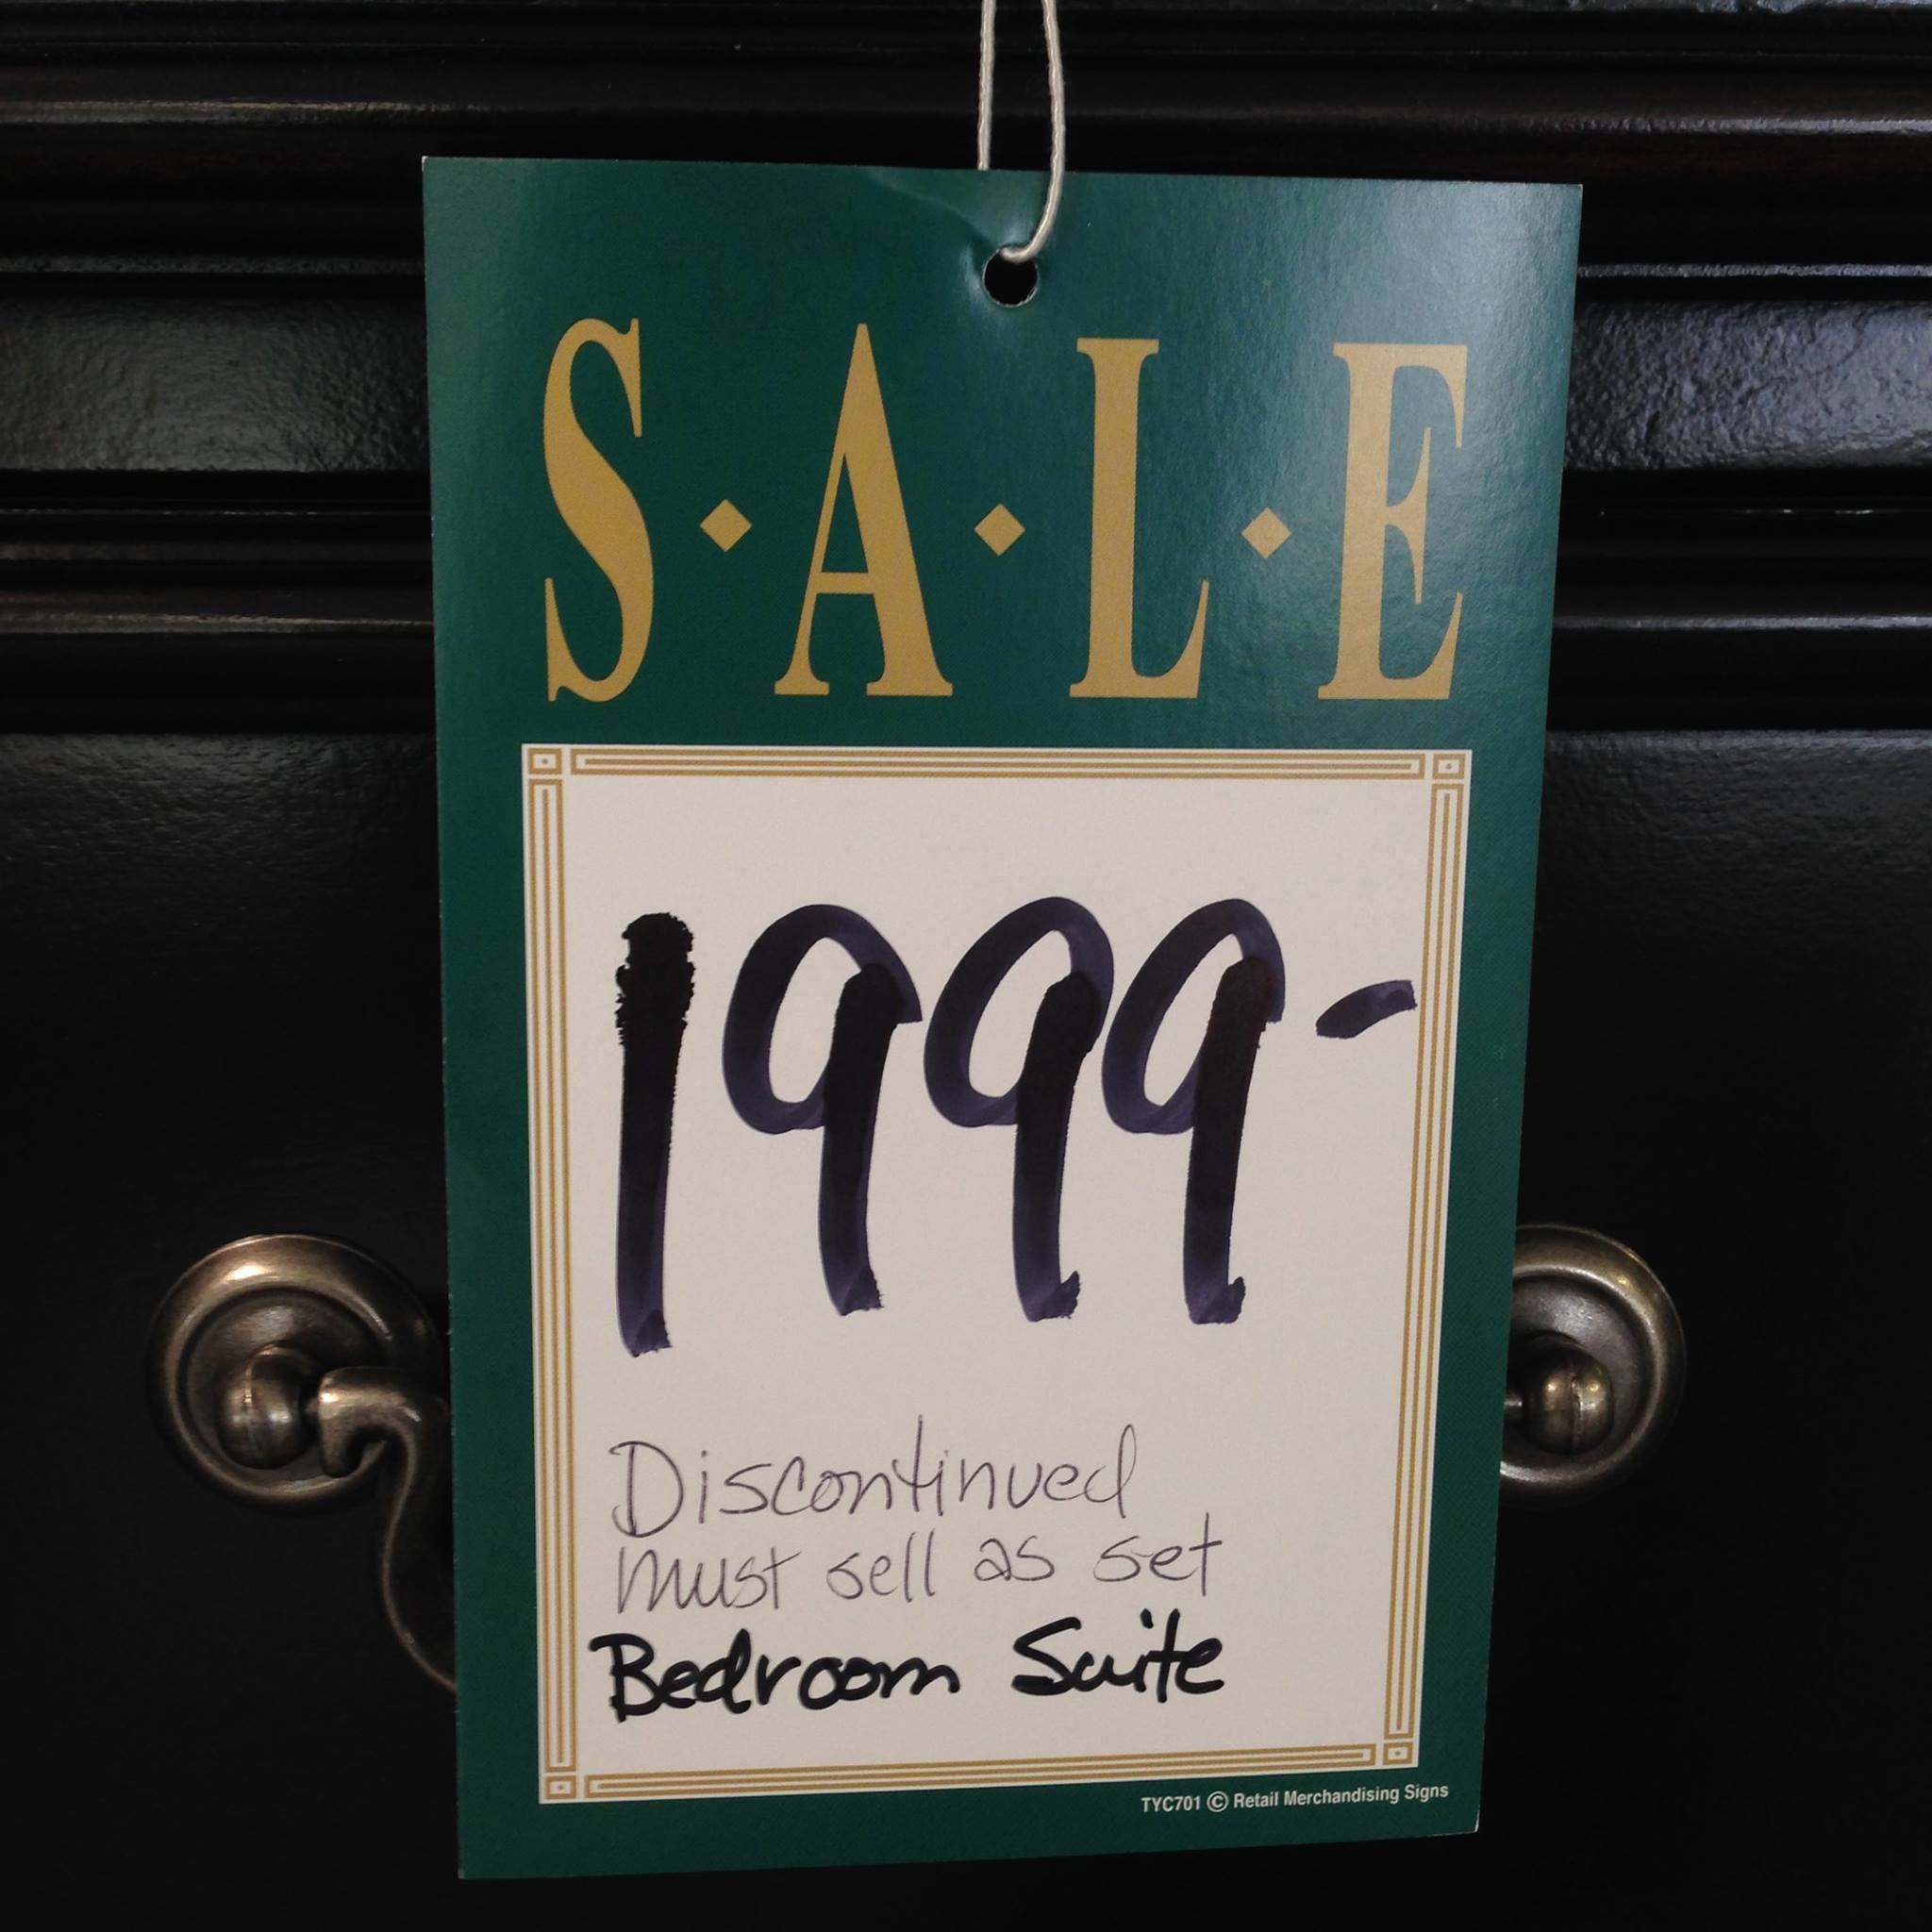 S·A·L·E
1999-
Discontinued
must sell as set
Bedroom Suite
TYC701 © Retail Merchandising Signs